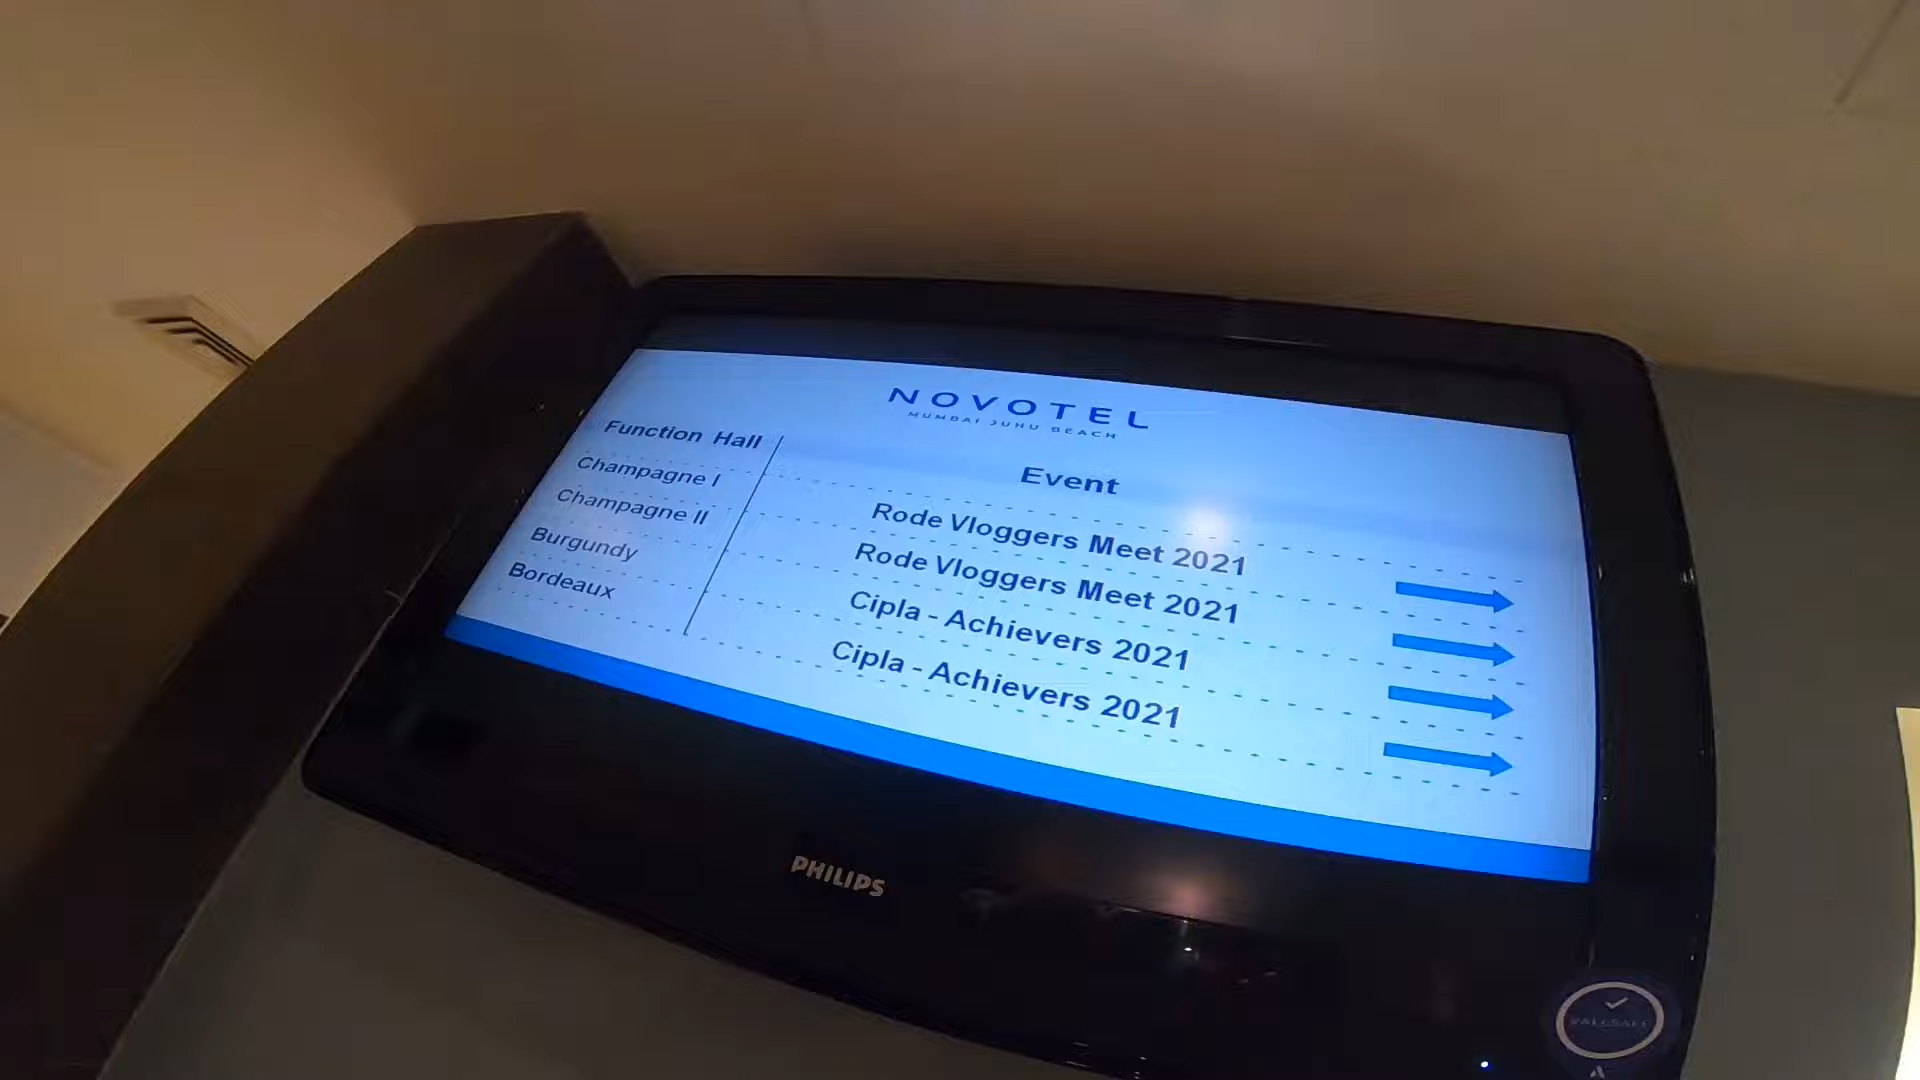 NOVOTEL
MUMBAI JUHU BEACH
Function Hall Event
Champagne I Rode Vloggers Meet 2021
Champagne II Rode Vloggers Meet 2021
Burgundy Cipla - Achievers 2021
Bordeaux Cipla - Achievers 2021
PHILIPS